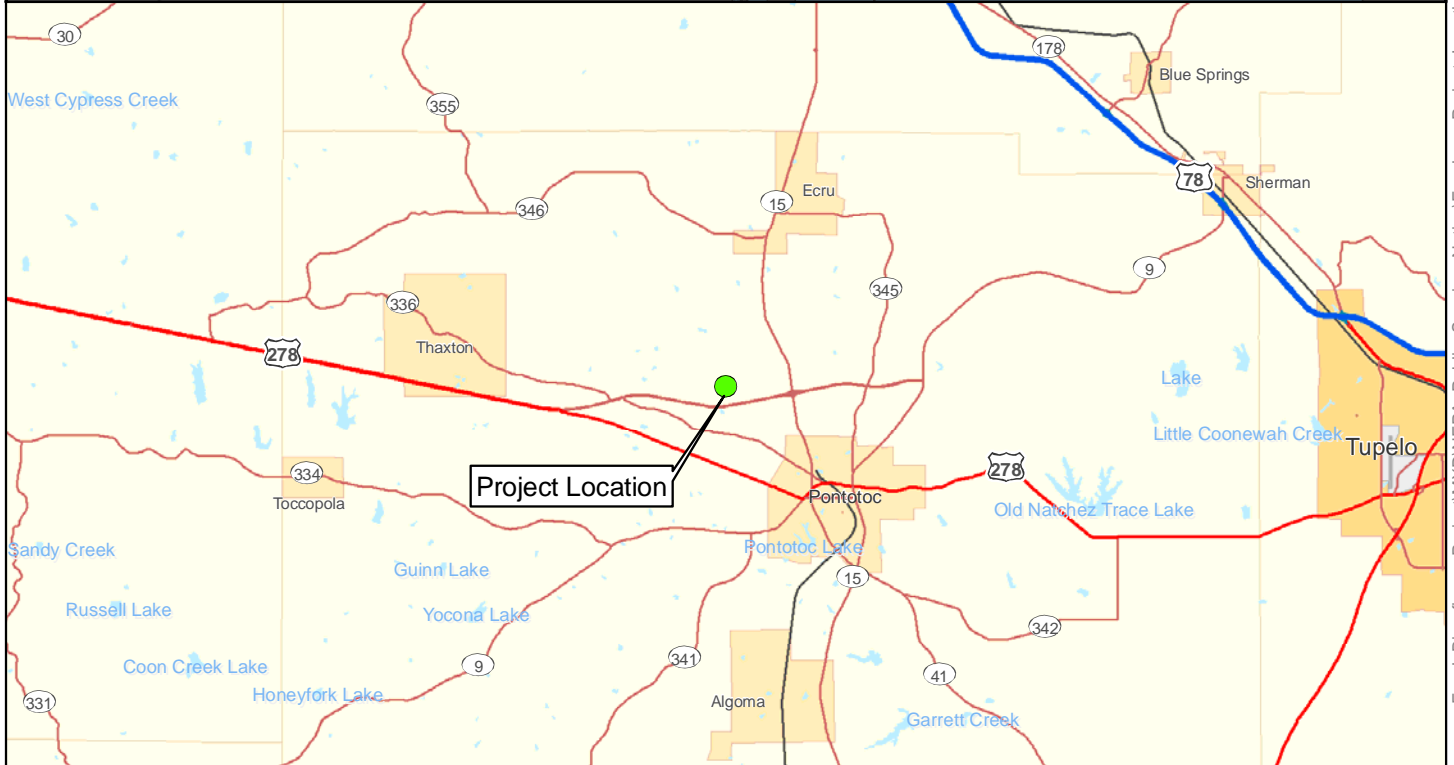 30
178
Blue Springs
West Cypress Creek
355
78
Sherman
Ecru
15
346
9
345
336
Thaxton
278
Lake
Little Coonewah Creek
Tupelo
Project Location
334
Toccopola
278
Pontotoc
Old Natchez Trace Lake
Sandy Creek
Pontotoc Lake
Guinn Lake
15
Russell Lake
Yocona Lake
342
Coon Creek Lake
9
341
41
Honeyfork Lake
331
Algoma
Garrett Creek